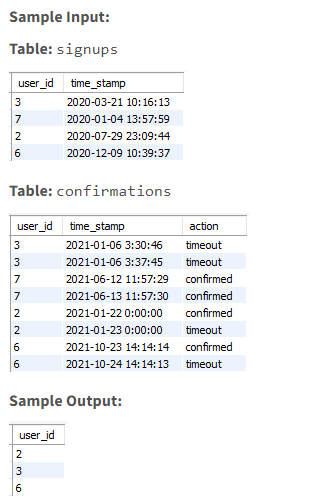 Sample Input:
Table: signups
user_id time_stamp
3 2020-03-21 10:16:13
7 2020-01-04 13:57:59
2 2020-07-29 23:09:44
6 2020-12-09 10:39:37
Table: confirmations
user_id time_stamp action
3 2021-01-06 3:30:46 timeout
3 2021-01-06 3:37:45 timeout
7 2021-06-12 11:57:29 confirmed
7 2021-06-13 11:57:30 confirmed
2 2021-01-22 0:00:00 confirmed
2 2021-01-23 0:00:00 timeout
6 2021-10-23 14:14:14 confirmed
6 2021-10-24 14:14:13 timeout
Sample Output:
user_id
2
3
6